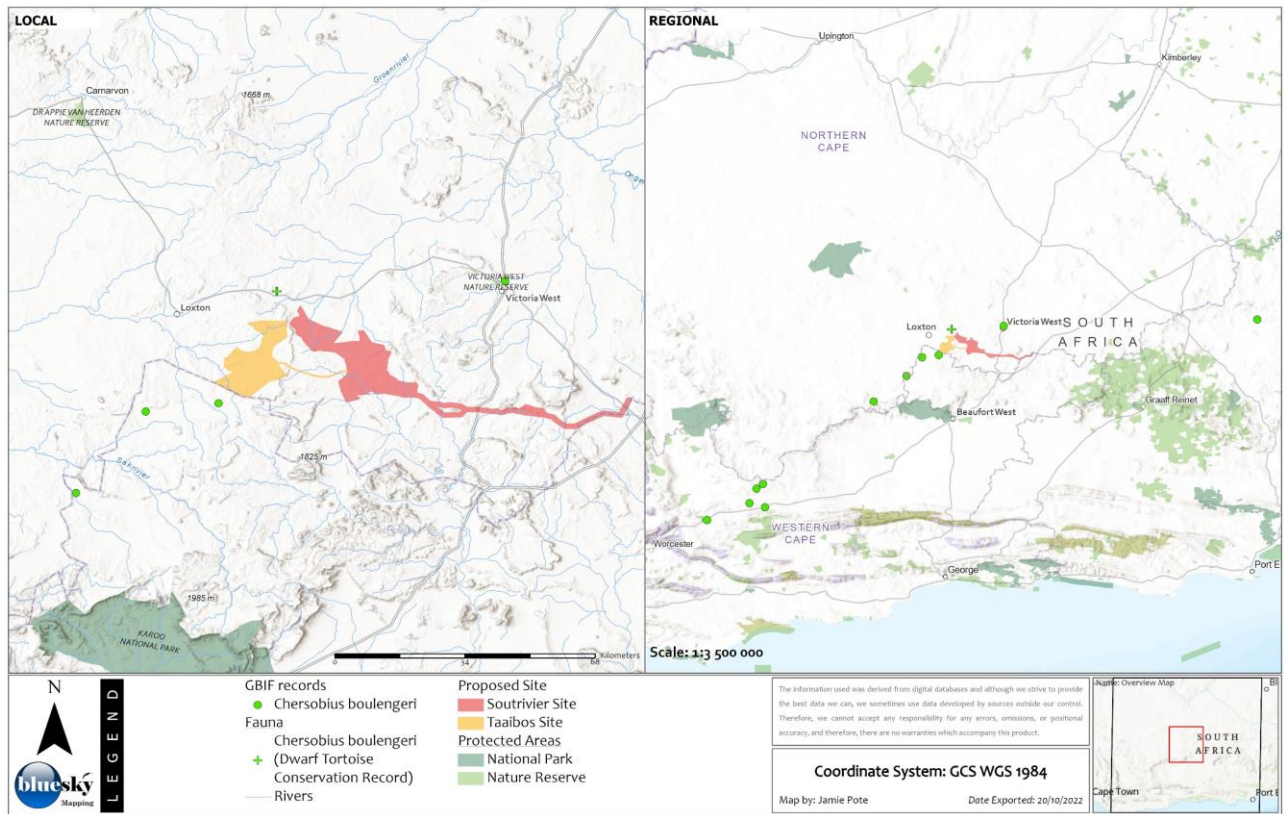 LOCAL
Carnarvon
DR APPIE VAN HEERDEN
NATURE RESERVE
1668 m
Groenrivier
Loxton
VICTORIA WEST
NATURE RESERVE
Victoria West
Sakrivier
1825 m
1985 m
KAROO
NATIONAL PARK
0 34 68 Kilometers
REGIONAL
Upington
Kimberley
NORTHERN
CAPE
Loxton
Victoria West
SOUTH
AFRICA
Beaufort West
Graaff Reinet
WESTERN
CAPE
Worcester
George
Port E
Scale: 1:3 500 000
N
bluesky
Mapping
LEGEND
GBIF records
Chersobius boulengeri
Fauna
Chersobius boulengeri
(Dwarf Tortoise
Conservation Record)
Rivers
Proposed Site
Soutrivier Site
Taaibos Site
Protected Areas
National Park
Nature Reserve
The information used was derived from digital databases and although we strive to provide
the best data we can, we sometimes use data developed by sources outside our control.
Therefore, we cannot accept any responsibility for any errors, omissions, or positional
accuracy, and therefore, there are no warranties which accompany this product.
Coordinate System: GCS WGS 1984
Map by: Jamie Pote Date Exported: 20/10/2022
Name: Overview Map
Bl
SOUTH
AFRICA
Cape Town
Port E